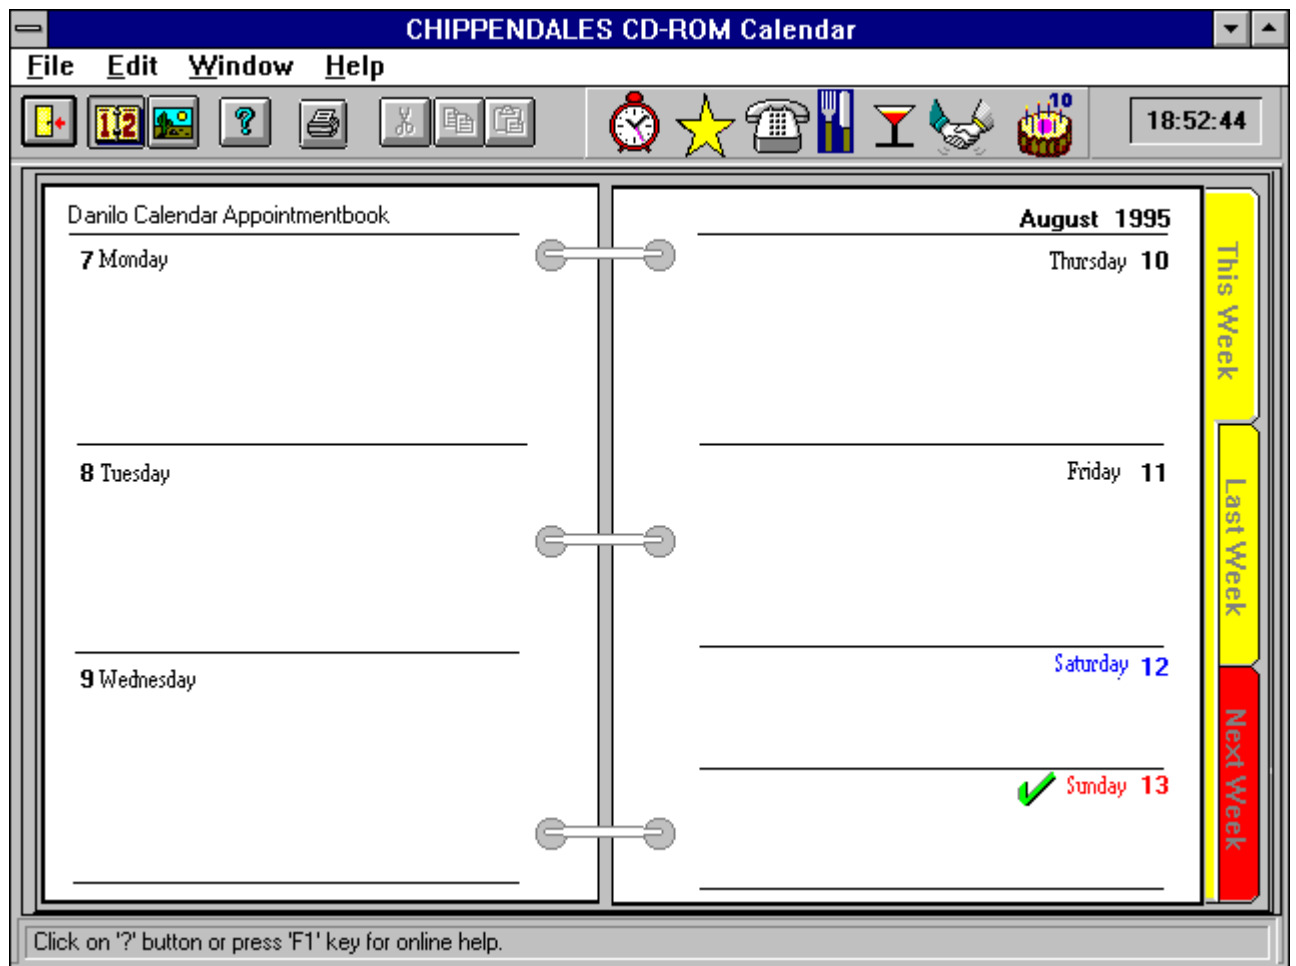 CHIPPENDALES CD-ROM Calendar
File Edit Window Help
12
?
10
18:52:44
Danilo Calendar Appointmentbook
7 Monday
8 Tuesday
9 Wednesday
August 1995
Thursday 10
Friday 11
Saturday 12
Sunday 13
This Week
Last Week
Next Week
Click on '?' button or press 'F1' key for online help.